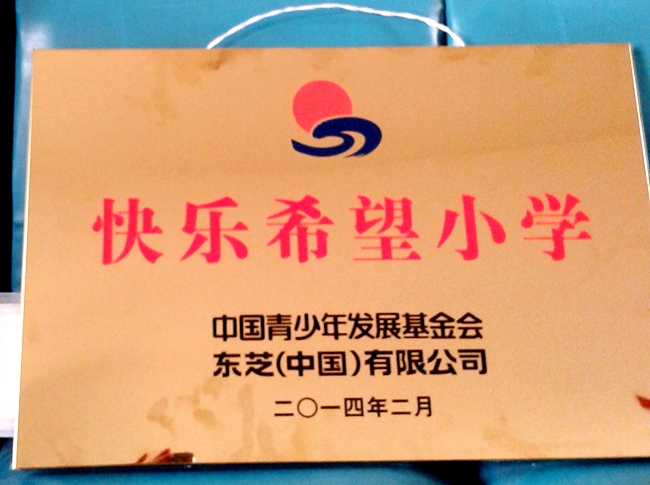 快乐希望小学
中国青少年发展基金会
东芝(中国)有限公司
二〇一四年二月